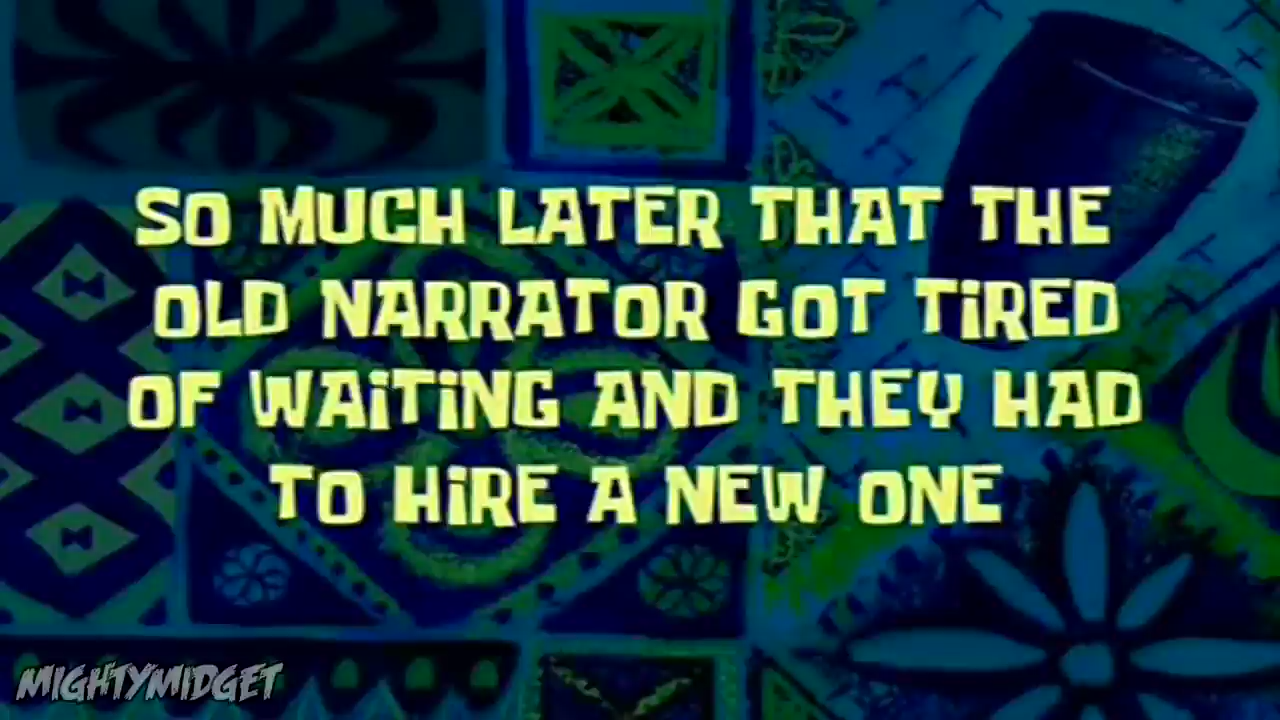 SO MUCH LATER THAT THE
OLD NARRATOR GOT TiRED
OF WAiTiNG AND THEY HAD
TO HiRE A NEW ONE
MIGHTYMIDGET